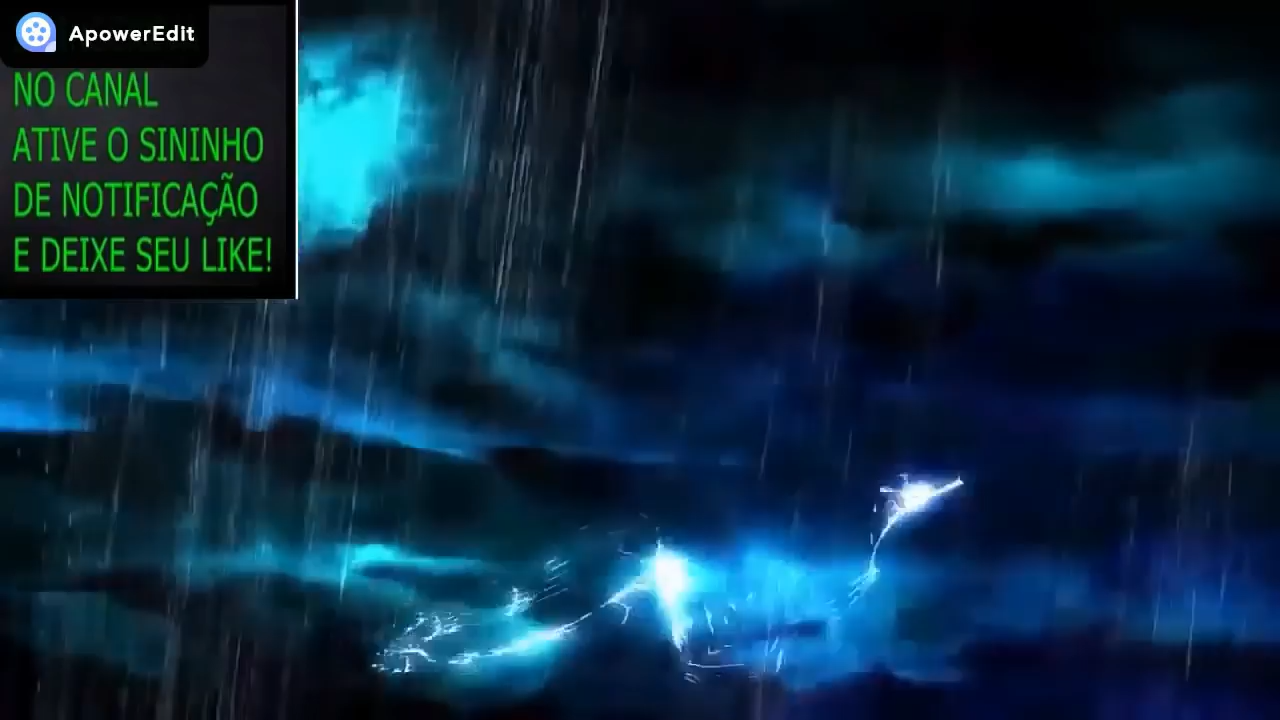 ApowerEdit
NO CANAL
ATIVE O SININHO
DE NOTIFICAÇÃO
E DEIXE SEU LIKE!